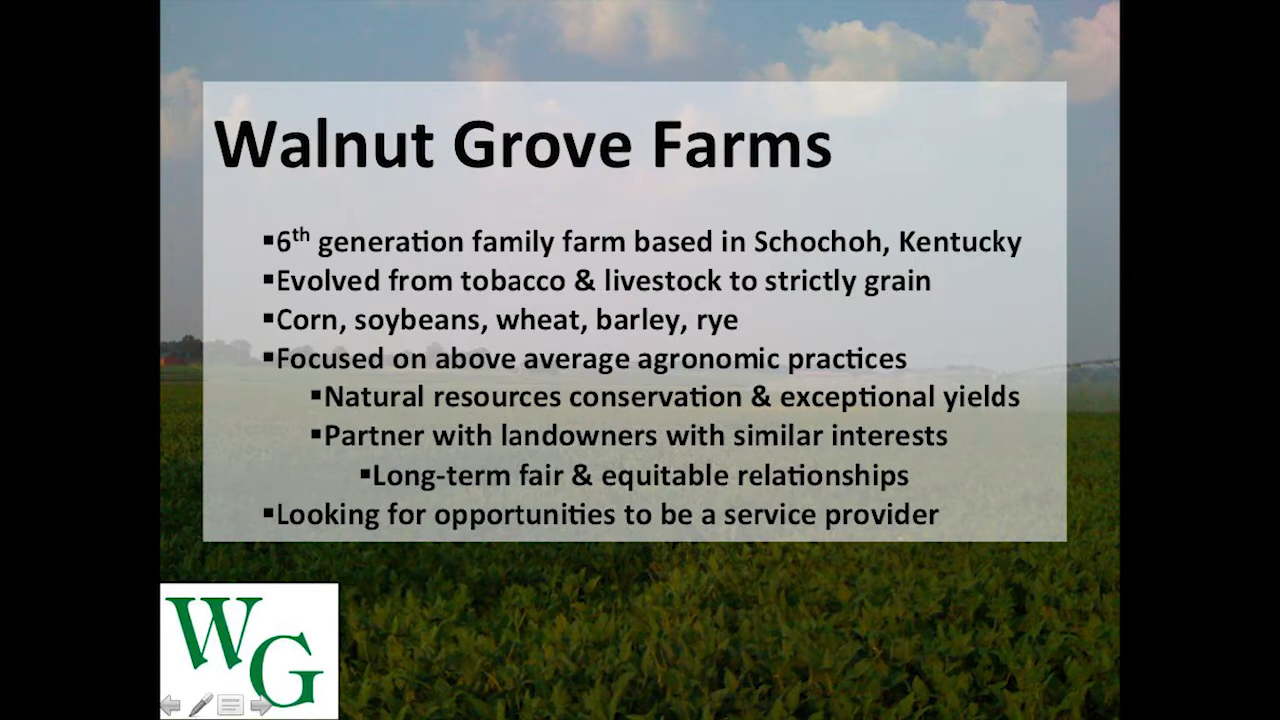 Walnut Grove Farms
▪6th generation family farm based in Schochoh, Kentucky
▪Evolved from tobacco & livestock to strictly grain
▪Corn, soybeans, wheat, barley, rye
▪Focused on above average agronomic practices
▪Natural resources conservation & exceptional yields
▪Partner with landowners with similar interests
▪Long-term fair & equitable relationships
▪Looking for opportunities to be a service provider
WG